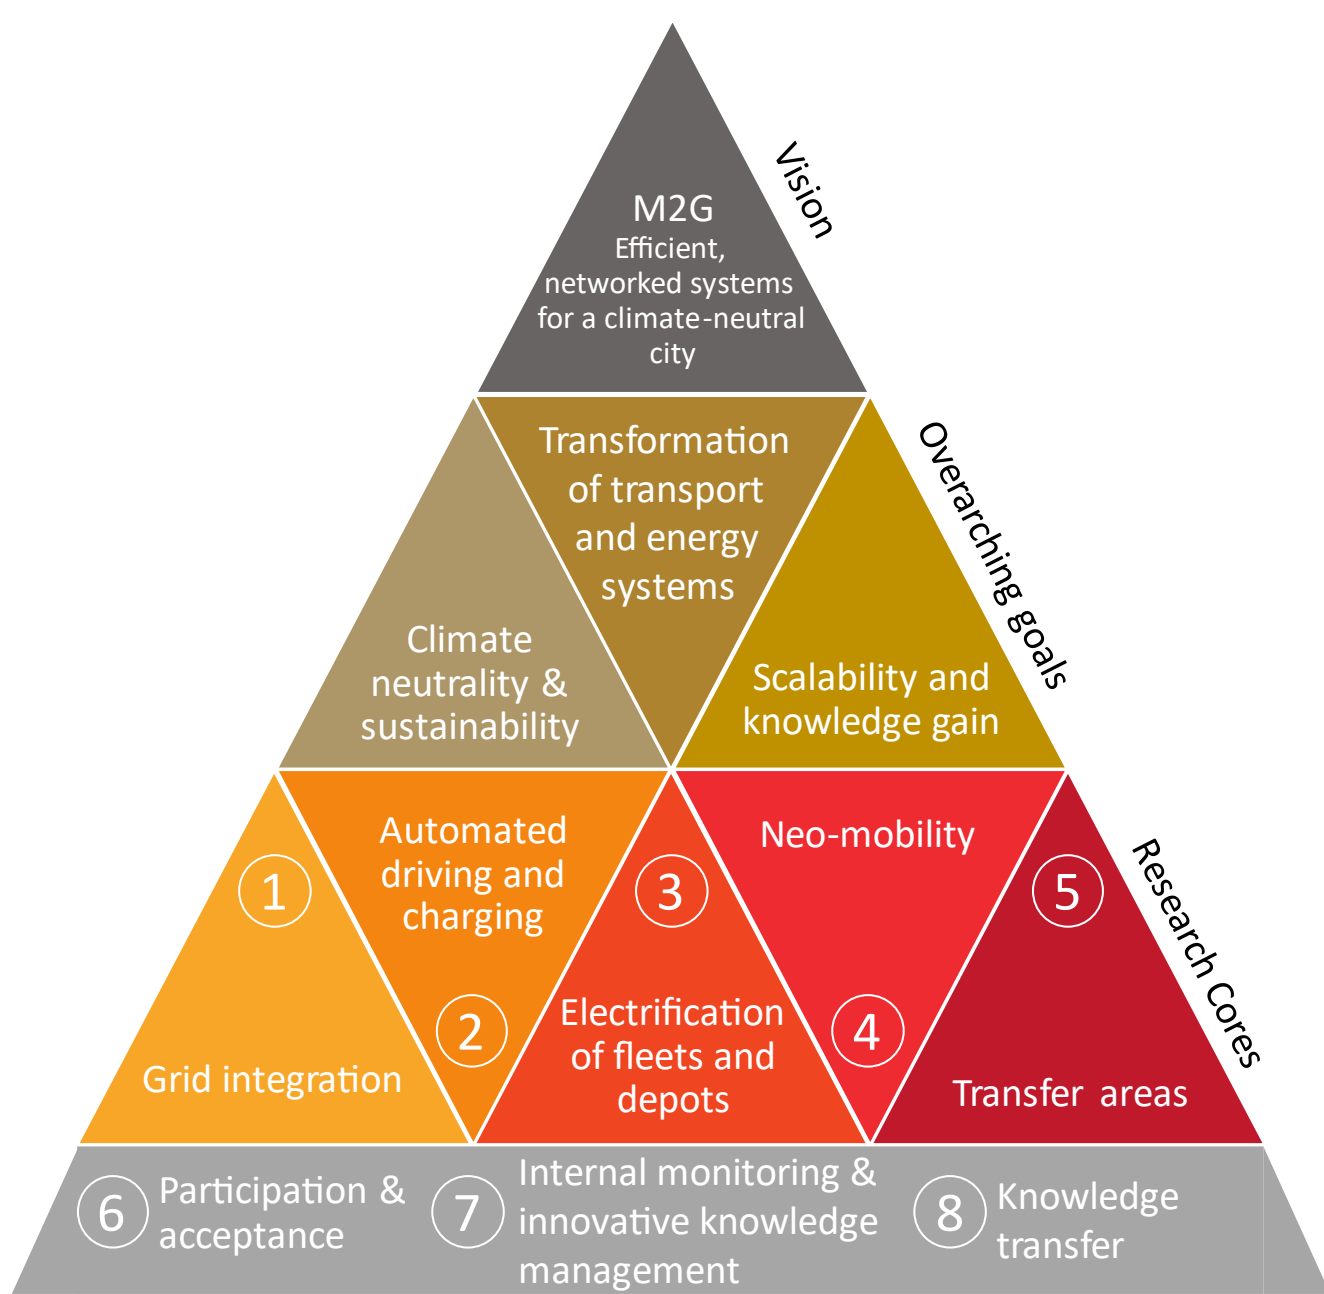 Vision
M2G
Efficient,
networked systems
for a climate-neutral
city
Overarching goals
Transformation
of transport
and energy
systems
Climate
neutrality &
sustainability
Scalability and
knowledge gain
Research Cores
1
Grid integration
Automated
driving and
charging
2
3
Electrification
of fleets and
depots
Neo-mobility
4
5
Transfer areas
6
Participation &
acceptance
7
Internal monitoring &
innovative knowledge
management
8
Knowledge
transfer